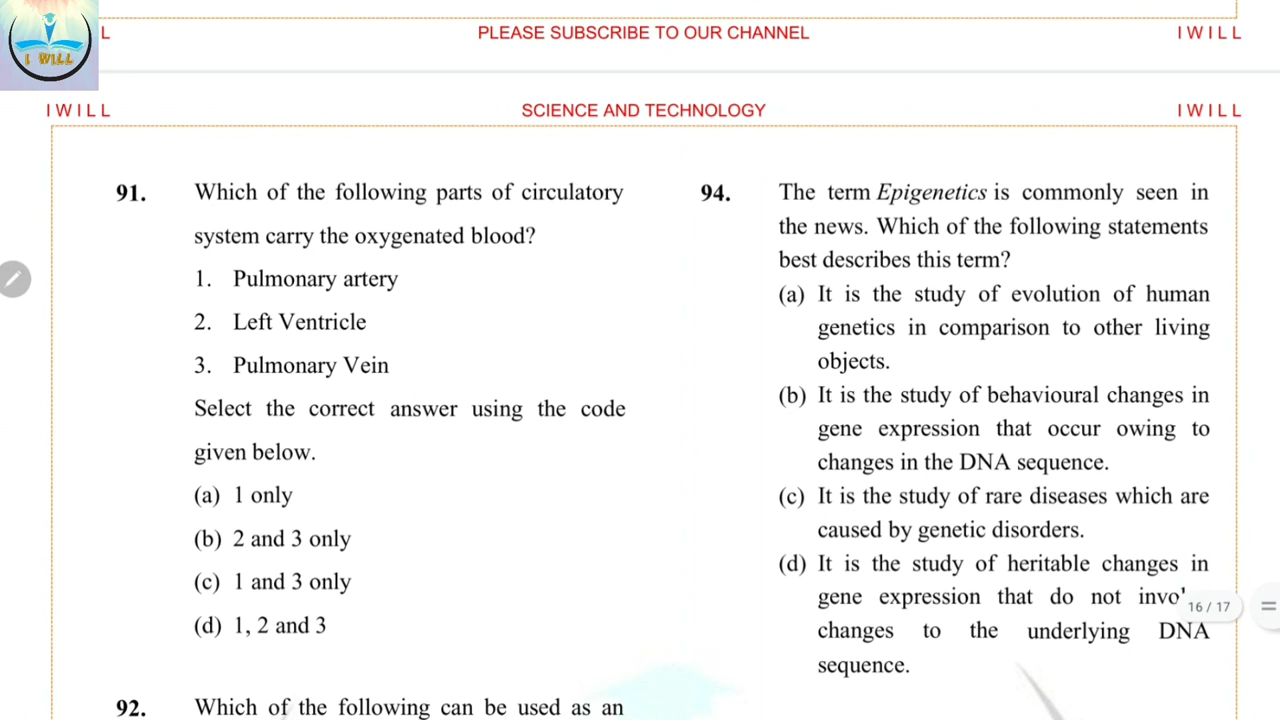 I WILL
L
PLEASE SUBSCRIBE TO OUR CHANNEL
I W I L L
I W I L L
SCIENCE AND TECHNOLOGY
I W I L L
91. Which of the following parts of circulatory
system carry the oxygenated blood?
1. Pulmonary artery
2. Left Ventricle
3. Pulmonary Vein
Select the correct answer using the code
given below.
(a) 1 only
(b) 2 and 3 only
(c) 1 and 3 only
(d) 1, 2 and 3
92. Which of the following can be used as an
94. The term Epigenetics is commonly seen in
the news. Which of the following statements
best describes this term?
(a) It is the study of evolution of human
genetics in comparison to other living
objects.
(b) It is the study of behavioural changes in
gene expression that occur owing to
changes in the DNA sequence.
(c) It is the study of rare diseases which are
caused by genetic disorders.
(d) It is the study of heritable changes in
gene expression that do not
changes to the underlying DNA
sequence.
16 / 17